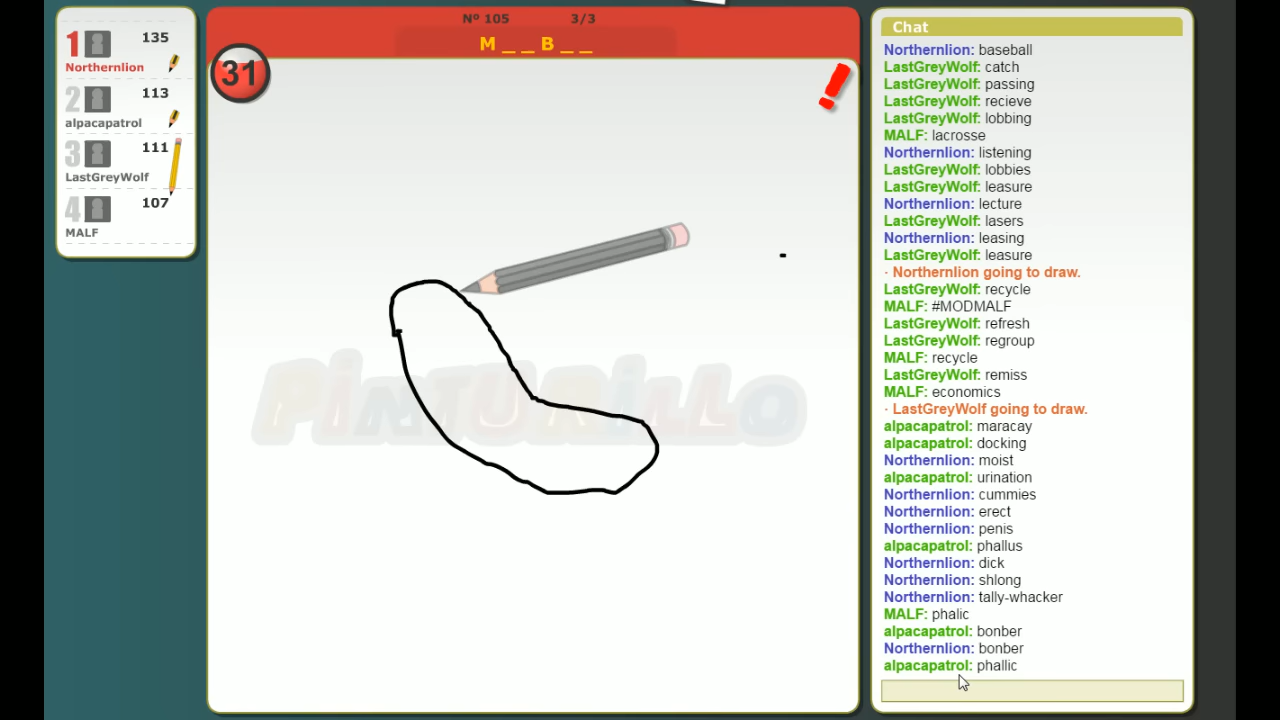 1
135
Northernlion
2
113
alpacapatrol
3
111
LastGreyWolf
4
107
MALF
Nº 105 3/3
M _ _ B _ _
31
!
PINTURILLO
Chat
Northernlion: baseball
LastGreyWolf: catch
LastGreyWolf: passing
LastGreyWolf: recieve
LastGreyWolf: lobbing
MALF: lacrosse
Northernlion: listening
LastGreyWolf: lobbies
LastGreyWolf: leasure
Northernlion: lecture
LastGreyWolf: lasers
Northernlion: leasing
LastGreyWolf: leasure
· Northernlion going to draw.
LastGreyWolf: recycle
MALF: #MODMALF
LastGreyWolf: refresh
LastGreyWolf: regroup
MALF: recycle
LastGreyWolf: remiss
MALF: economics
· LastGreyWolf going to draw.
alpacapatrol: maracay
alpacapatrol: docking
Northernlion: moist
alpacapatrol: urination
Northernlion: cummies
Northernlion: erect
Northernlion: penis
alpacapatrol: phallus
Northernlion: dick
Northernlion: shlong
Northernlion: tally-whacker
MALF: phalic
alpacapatrol: bonber
Northernlion: bonber
alpacapatrol: phallic